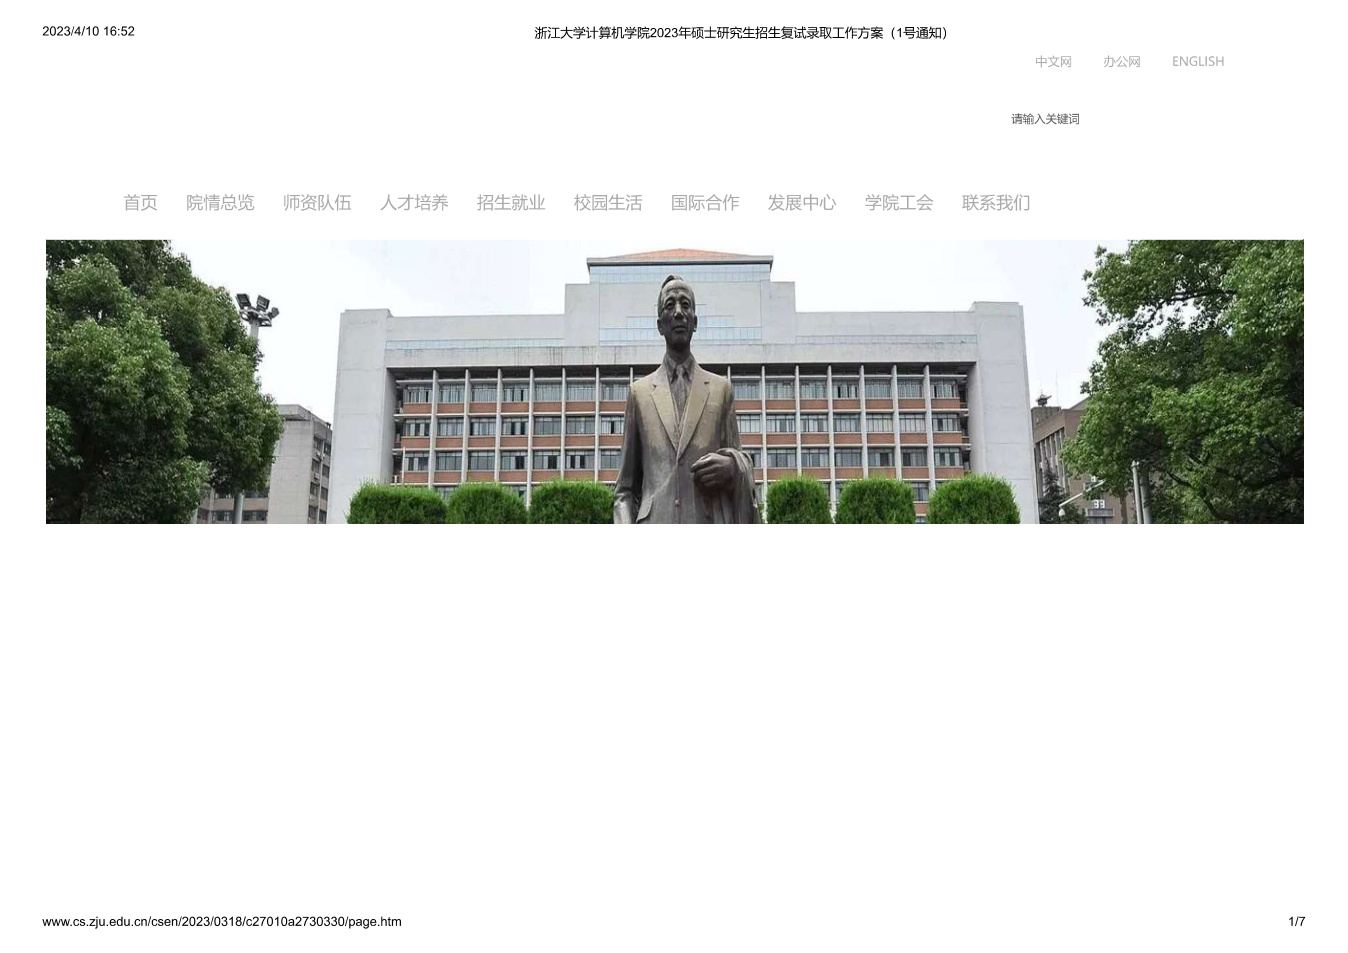 2023/4/10 16:52 浙江大学计算机学院2023年硕士研究生招生复试录取工作方案（1号通知）
中文网 办公网 ENGLISH
请输入关键词
首页 院情总览 师资队伍 人才培养 招生就业 校园生活 国际合作 发展中心 学院工会 联系我们
www.cs.zju.edu.cn/csen/2023/0318/c27010a2730330/page.htm 1/7